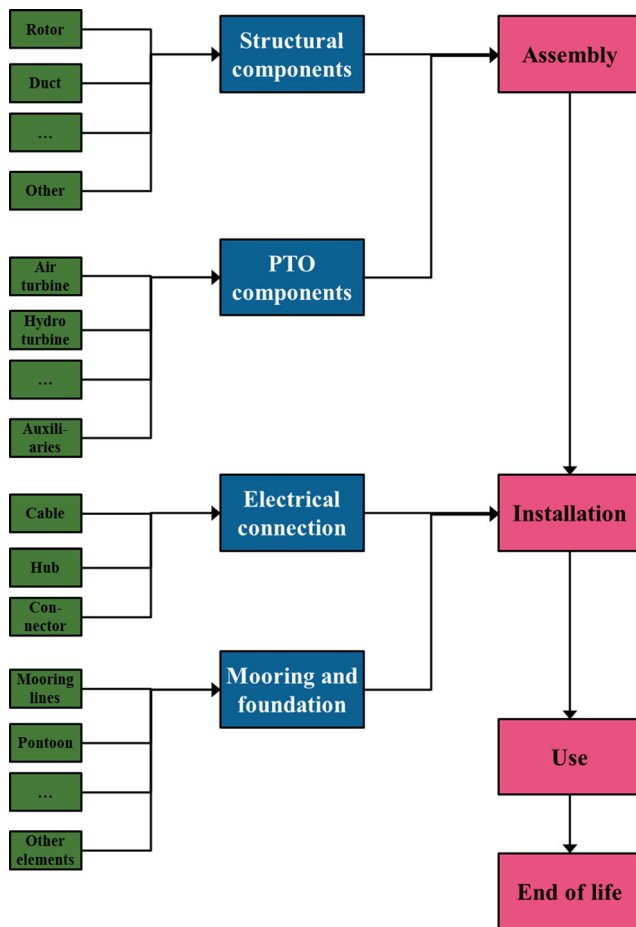 Rotor
Duct
...
Other
Structural
components
Assembly
Air
turbine
Hydro
turbine
...
Auxili-
aries
PTO
components
Cable
Hub
Con-
nector
Electrical
connection
Installation
Mooring
lines
Pontoon
...
Other
elements
Mooring and
foundation
Use
End of life